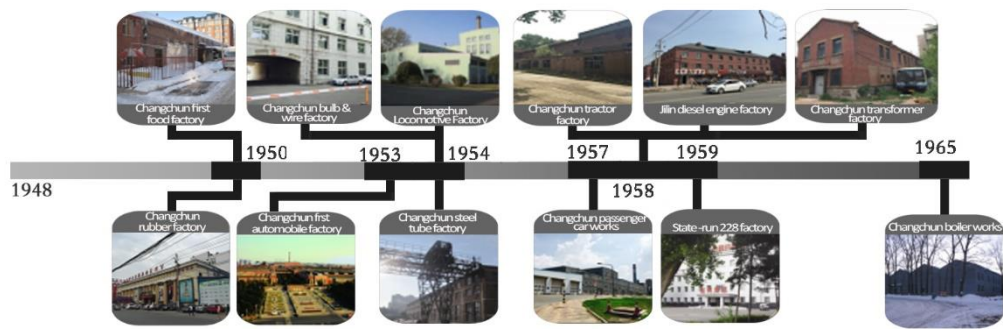 Changchun first
food factory
Changchun bulb &
wire factory
Changchun
Locomotive Factory
Changchun tractor
factory
Jilin diesel engine factory
Changchun transformer
factory
1950
1953
1954
1957
1959
1965
1948
1958
Changchun
rubber factory
Changchun frst
automobile factory
Changchun steel
tube factory
Changchun passenger
car works
State-run 228 factory
Changchun boiler works